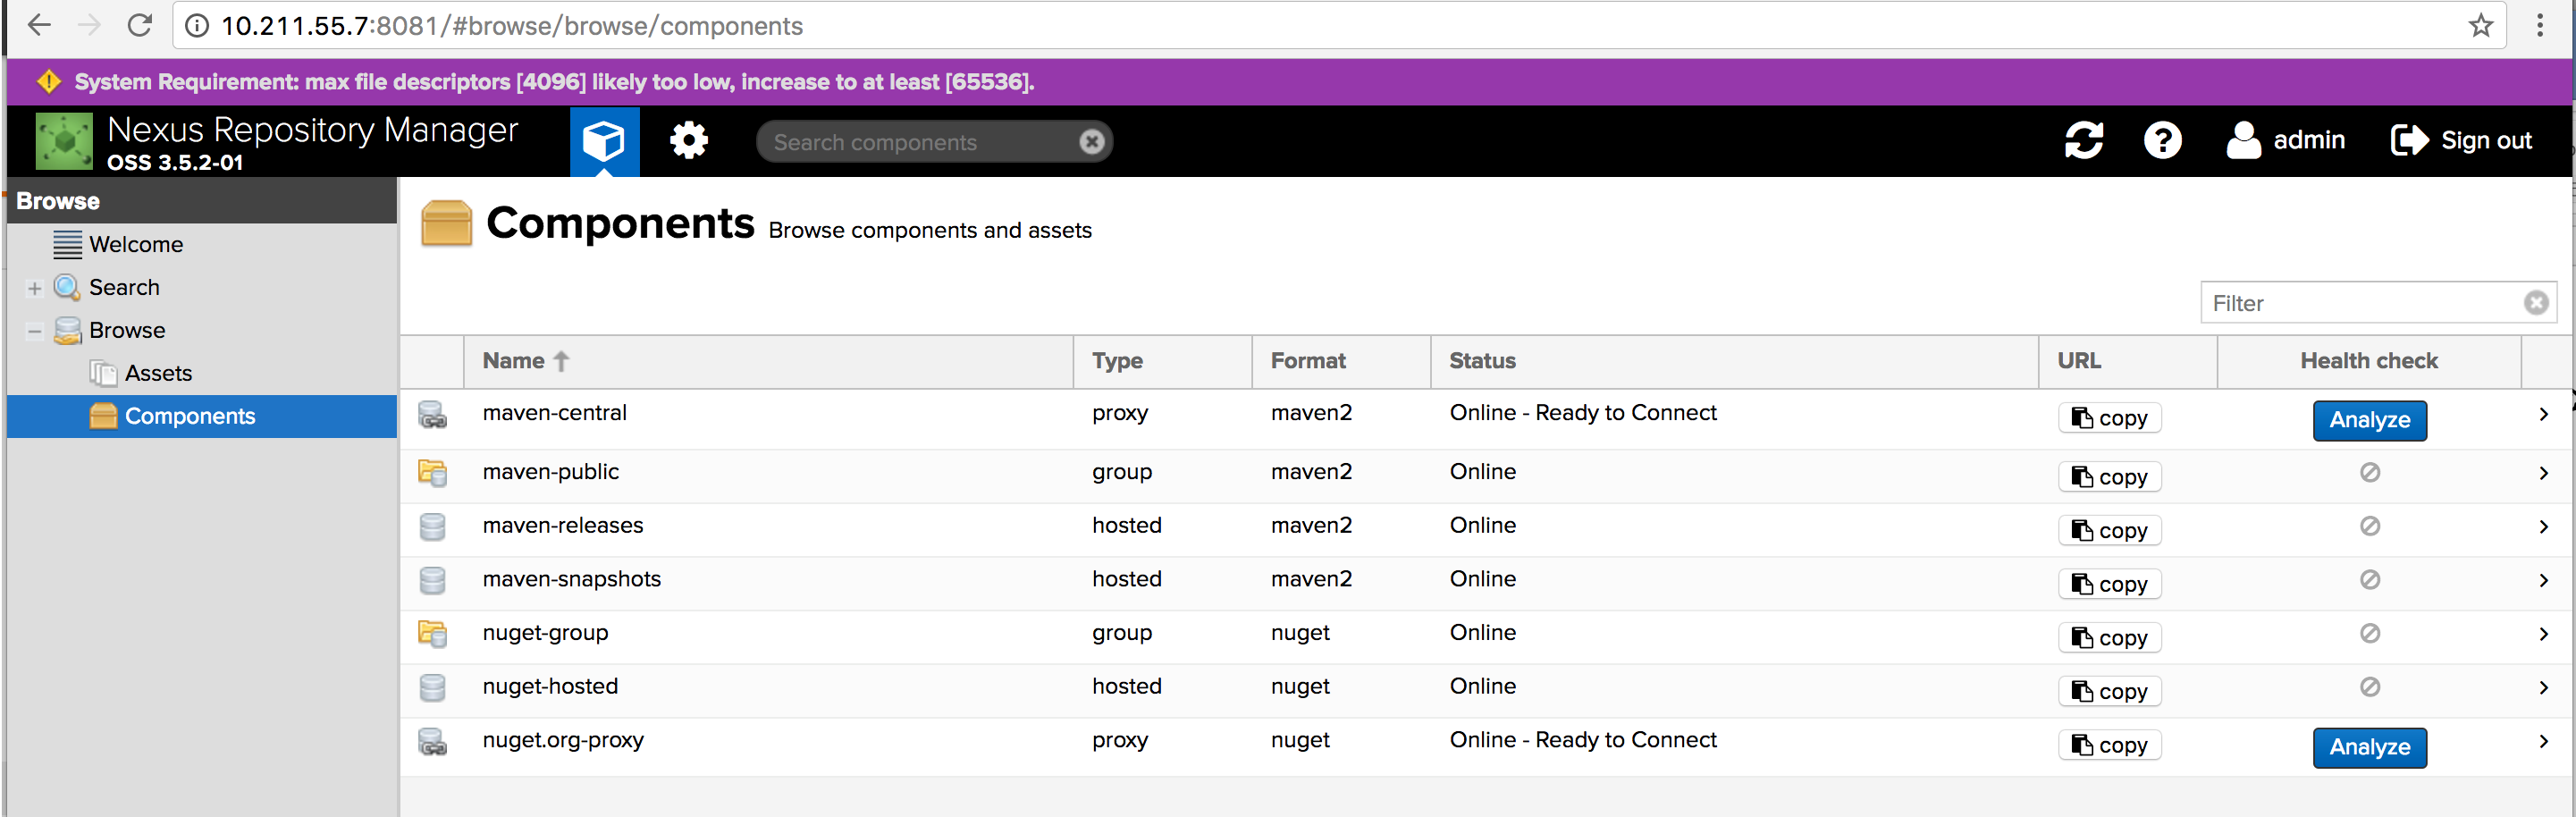 10.211.55.7:8081/#browse/browse/components
System Requirement: max file descriptors [4096] likely too low, increase to at least [65536].
Nexus Repository Manager
OSS 3.5.2-01
Search components
admin
Sign out
Browse
Welcome
Search
Browse
Assets
Components
Components Browse components and assets
Filter
Name Type Format Status URL Health check
maven-central proxy maven2 Online - Ready to Connect copy Analyze
maven-public group maven2 Online copy
maven-releases hosted maven2 Online copy
maven-snapshots hosted maven2 Online copy
nuget-group group nuget Online copy
nuget-hosted hosted nuget Online copy
nuget.org-proxy proxy nuget Online - Ready to Connect copy Analyze